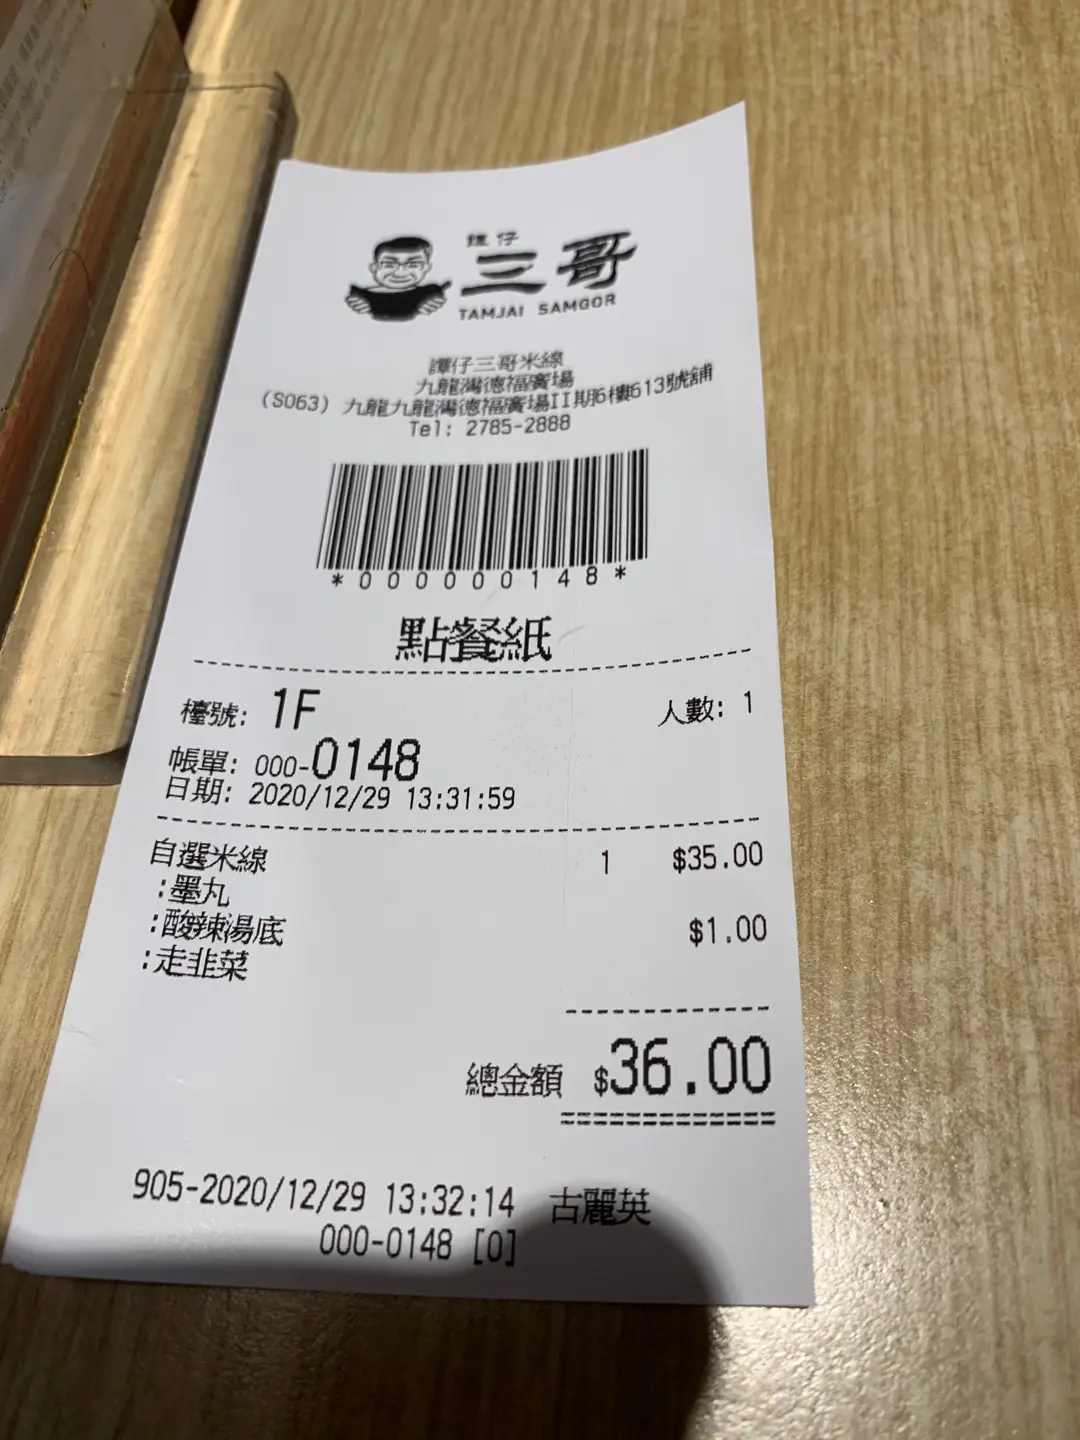 譚仔
三哥
TAMJAI SAMGOR
譚仔三哥米線
九龍灣德福廣場
(S063) 九龍九龍灣德福廣場II期6樓613號舖
Tel: 2785-2888
*000000148*
點餐紙
檯號: 1F 人數: 1
帳單: 000-0148
日期: 2020/12/29 13:31:59
自選米線 1 $35.00
:墨丸
:酸辣湯底 $1.00
:走韭菜
總金額 $36.00
905-2020/12/29 13:32:14 古麗英
000-0148 [0]